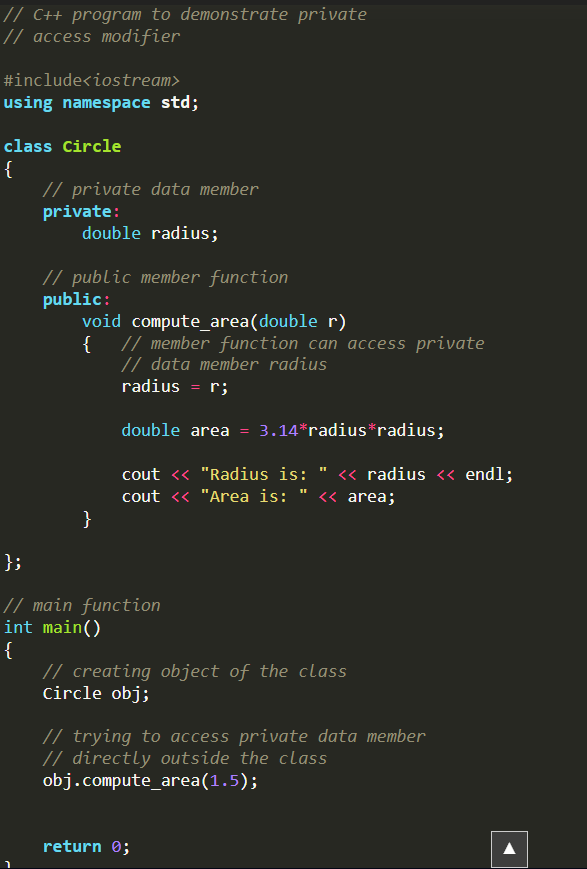 // C++ program to demonstrate private
// access modifier
#include<iostream>
using namespace std;
class Circle
{
// private data member
private:
double radius;
// public member function
public:
void compute_area(double r)
{ // member function can access private
// data member radius
radius = r;
double area = 3.14*radius*radius;
cout << "Radius is: " << radius << endl;
cout << "Area is: " << area;
}
};
// main function
int main()
{
// creating object of the class
Circle obj;
// trying to access private data member
// directly outside the class
obj.compute_area(1.5);
return 0;
}